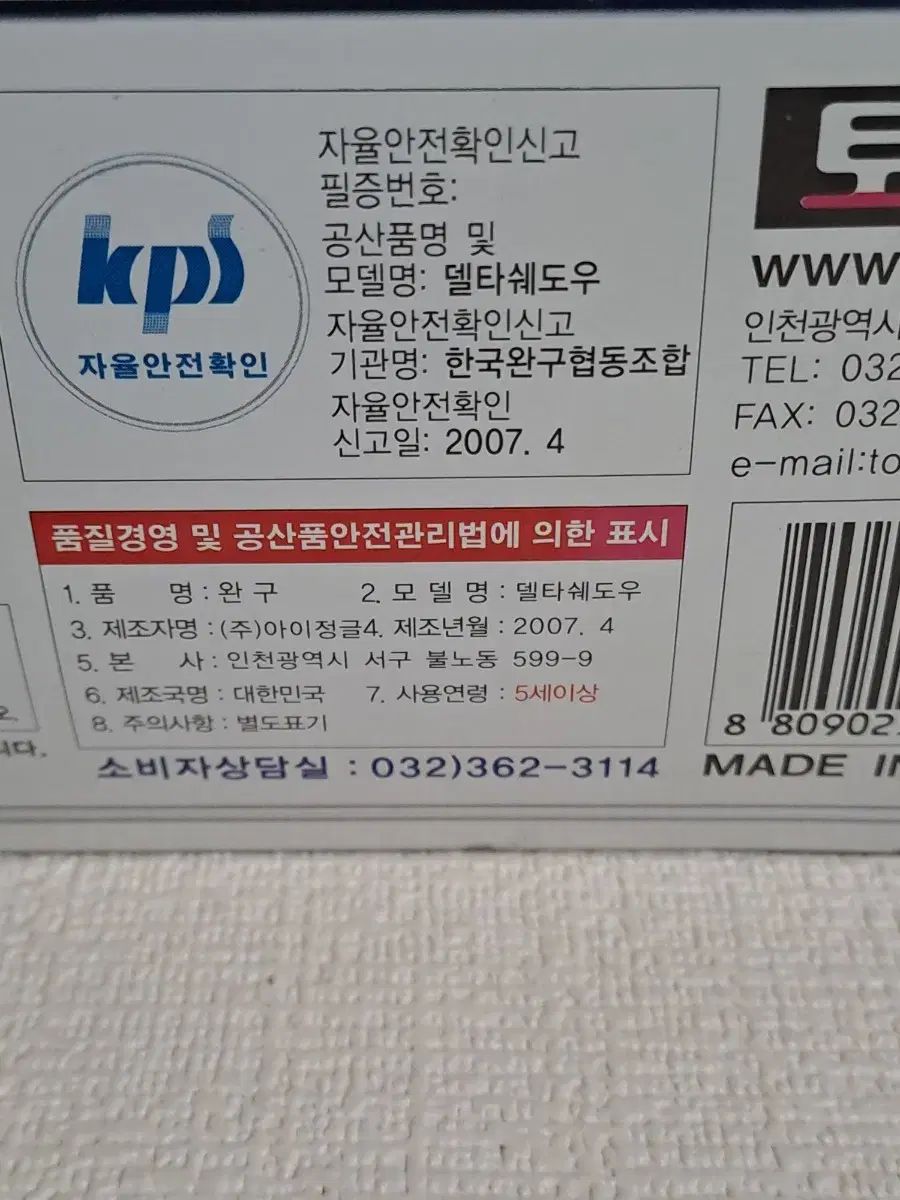 kps
자율안전확인
자율안전확인신고
필증번호:
공산품명 및
모델명: 델타쉐도우
자율안전확인신고
기관명: 한국완구협동조합
자율안전확인
신고일: 2007. 4
품질경영 및 공산품안전관리법에 의한 표시
1. 품 명 : 완 구 2. 모 델 명 : 델타쉐도우
3. 제조자명 : (주)아이정글4. 제조년월 : 2007. 4
5. 본 사 : 인천광역시 서구 불노동 599-9
6. 제조국명 : 대한민국 7. 사용연령 : 5세이상
8. 주의사항 : 별도표기
소비자상담실 : 032)362-3114
니다.
토
www
인천광역시
TEL: 032
FAX: 032
e-mail:to
8 80902
MADE IN